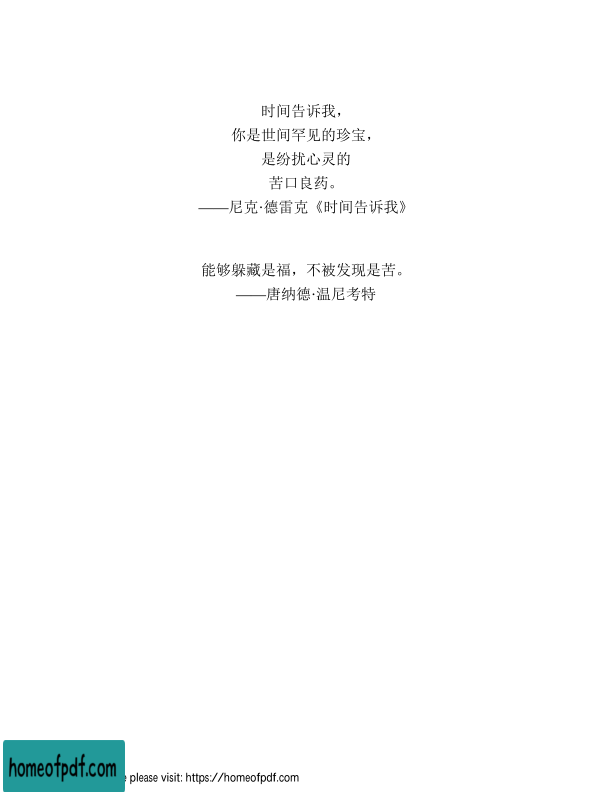 时间告诉我，
你是世间罕见的珍宝，
是纷扰心灵的
苦口良药。
——尼克·德雷克《时间告诉我》
能够躲藏是福，不被发现是苦。
——唐纳德·温尼考特
homeofpdf.com
please visit: https://homeofpdf.com